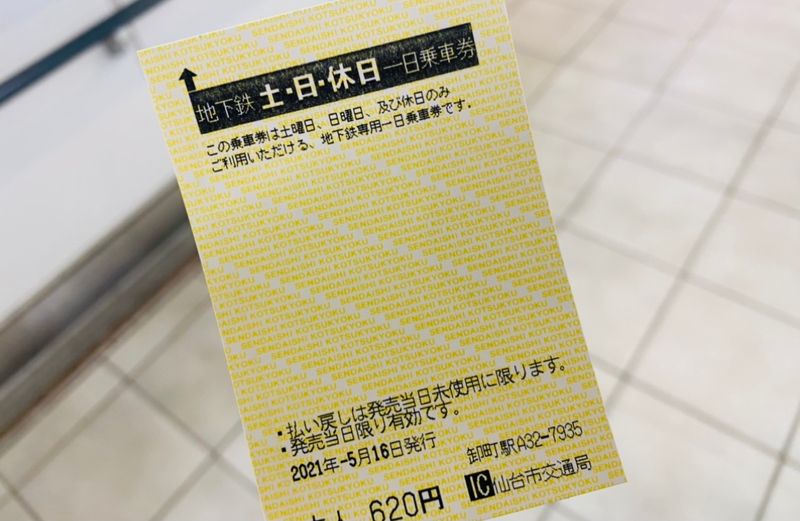 地下鉄 土・日・休日 一日乗車券
この乗車券は土曜日、日曜日、及び休日のみ
ご利用いただける、地下鉄専用一日乗車券です.
・払い戻しは発売当日未使用に限ります。
・発売当日限り有効です。
2021年-5月16日発行
卸町駅A32-7935
620円
IC仙台市交通局
SENDAISHI KOTSUKYOKU